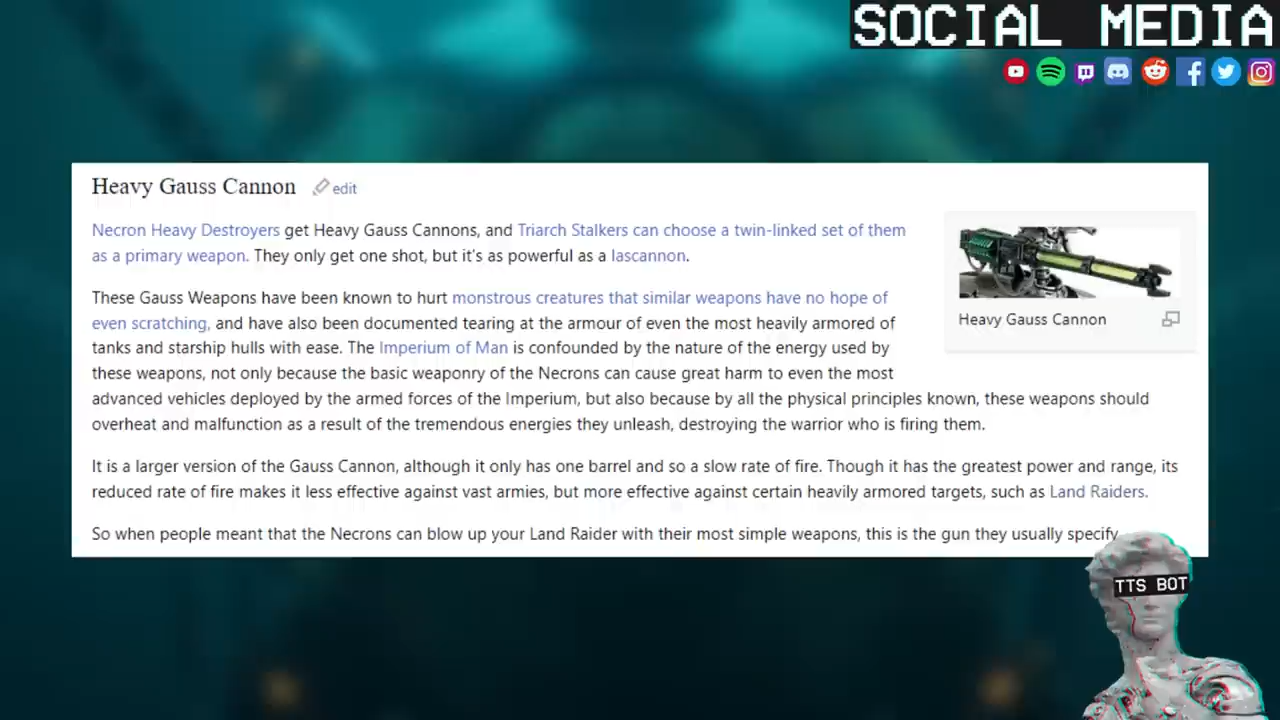 SOCIAL MEDIA
Heavy Gauss Cannon edit
Necron Heavy Destroyers get Heavy Gauss Cannons, and Triarch Stalkers can choose a twin-linked set of them
as a primary weapon. They only get one shot, but it's as powerful as a lascannon.
These Gauss Weapons have been known to hurt monstrous creatures that similar weapons have no hope of
even scratching, and have also been documented tearing at the armour of even the most heavily armored of
tanks and starship hulls with ease. The Imperium of Man is confounded by the nature of the energy used by
these weapons, not only because the basic weaponry of the Necrons can cause great harm to even the most
advanced vehicles deployed by the armed forces of the Imperium, but also because by all the physical principles known, these weapons should
overheat and malfunction as a result of the tremendous energies they unleash, destroying the warrior who is firing them.
Heavy Gauss Cannon
It is a larger version of the Gauss Cannon, although it only has one barrel and so a slow rate of fire. Though it has the greatest power and range, its
reduced rate of fire makes it less effective against vast armies, but more effective against certain heavily armored targets, such as Land Raiders.
So when people meant that the Necrons can blow up your Land Raider with their most simple weapons, this is the gun they usually specify.
TTS BOT